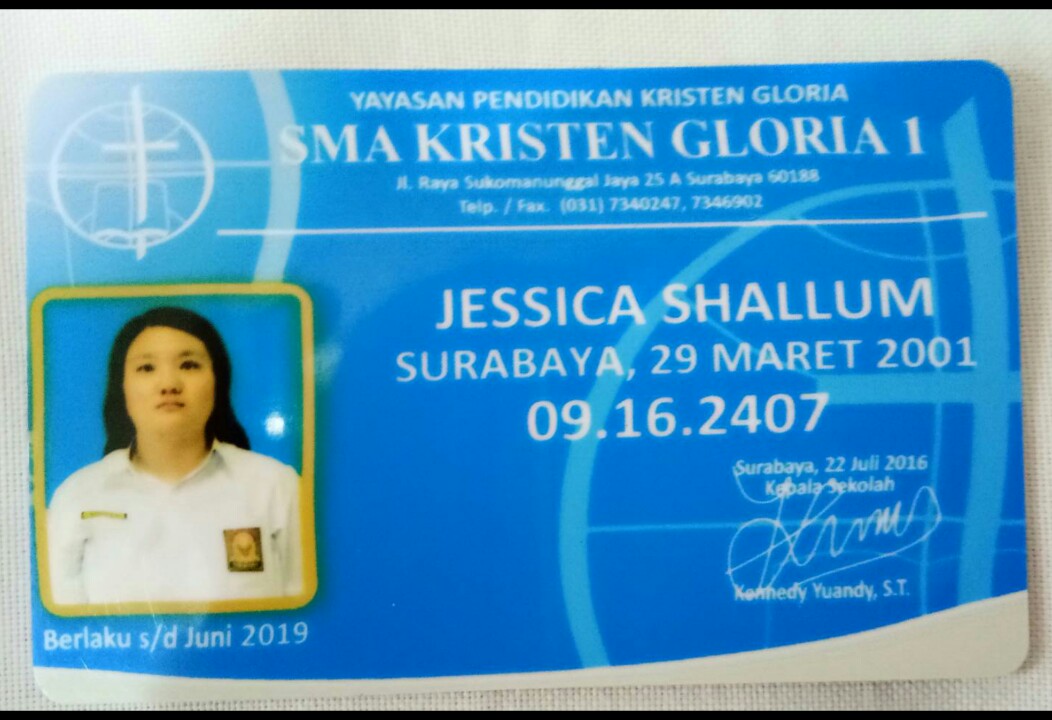 YAYASAN PENDIDIKAN KRISTEN GLORIA
SMA KRISTEN GLORIA 1
Jl. Raya Sukomanunggal Jaya 25 A Surabaya 60188
Telp. / Fax. (031) 7340247, 7346902
JESSICA SHALLUM
SURABAYA, 29 MARET 2001
09.16.2407
Surabaya, 22 Juli 2016
Kepala Sekolah
Kennedy Yuandy, S.T.
Berlaku s/d Juni 2019